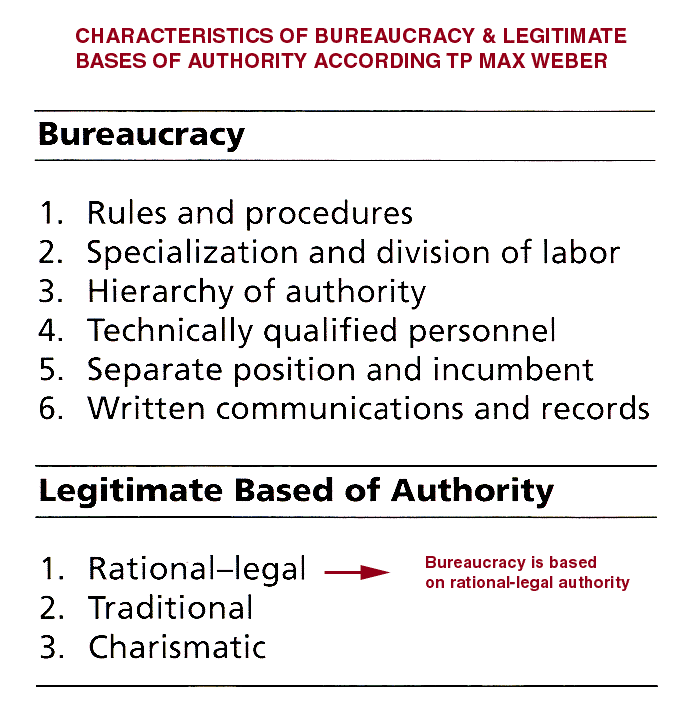 CHARACTERISTICS OF BUREAUCRACY & LEGITIMATE
BASES OF AUTHORITY ACCORDING TP MAX WEBER
Bureaucracy
1. Rules and procedures
2. Specialization and division of labor
3. Hierarchy of authority
4. Technically qualified personnel
5. Separate position and incumbent
6. Written communications and records
Legitimate Based of Authority
1. Rational–legal
Bureaucracy is based
on rational-legal authority
2. Traditional
3. Charismatic